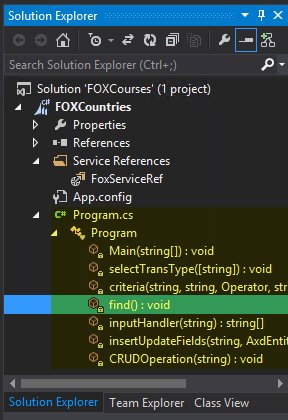 Solution Explorer
Search Solution Explorer (Ctrl+;)
Solution 'FOXCourses' (1 project)
FOXCountries
Properties
References
Service References
FoxServiceRef
App.config
C# Program.cs
Program
Main(string[]) : void
selectTransType([string]) : void
criteria(string, string, Operator, str
find() : void
inputHandler(string) : string[]
insertUpdateFields(string, AxdEntit
CRUDOperation(string) : void
Solution Explorer Team Explorer Class View